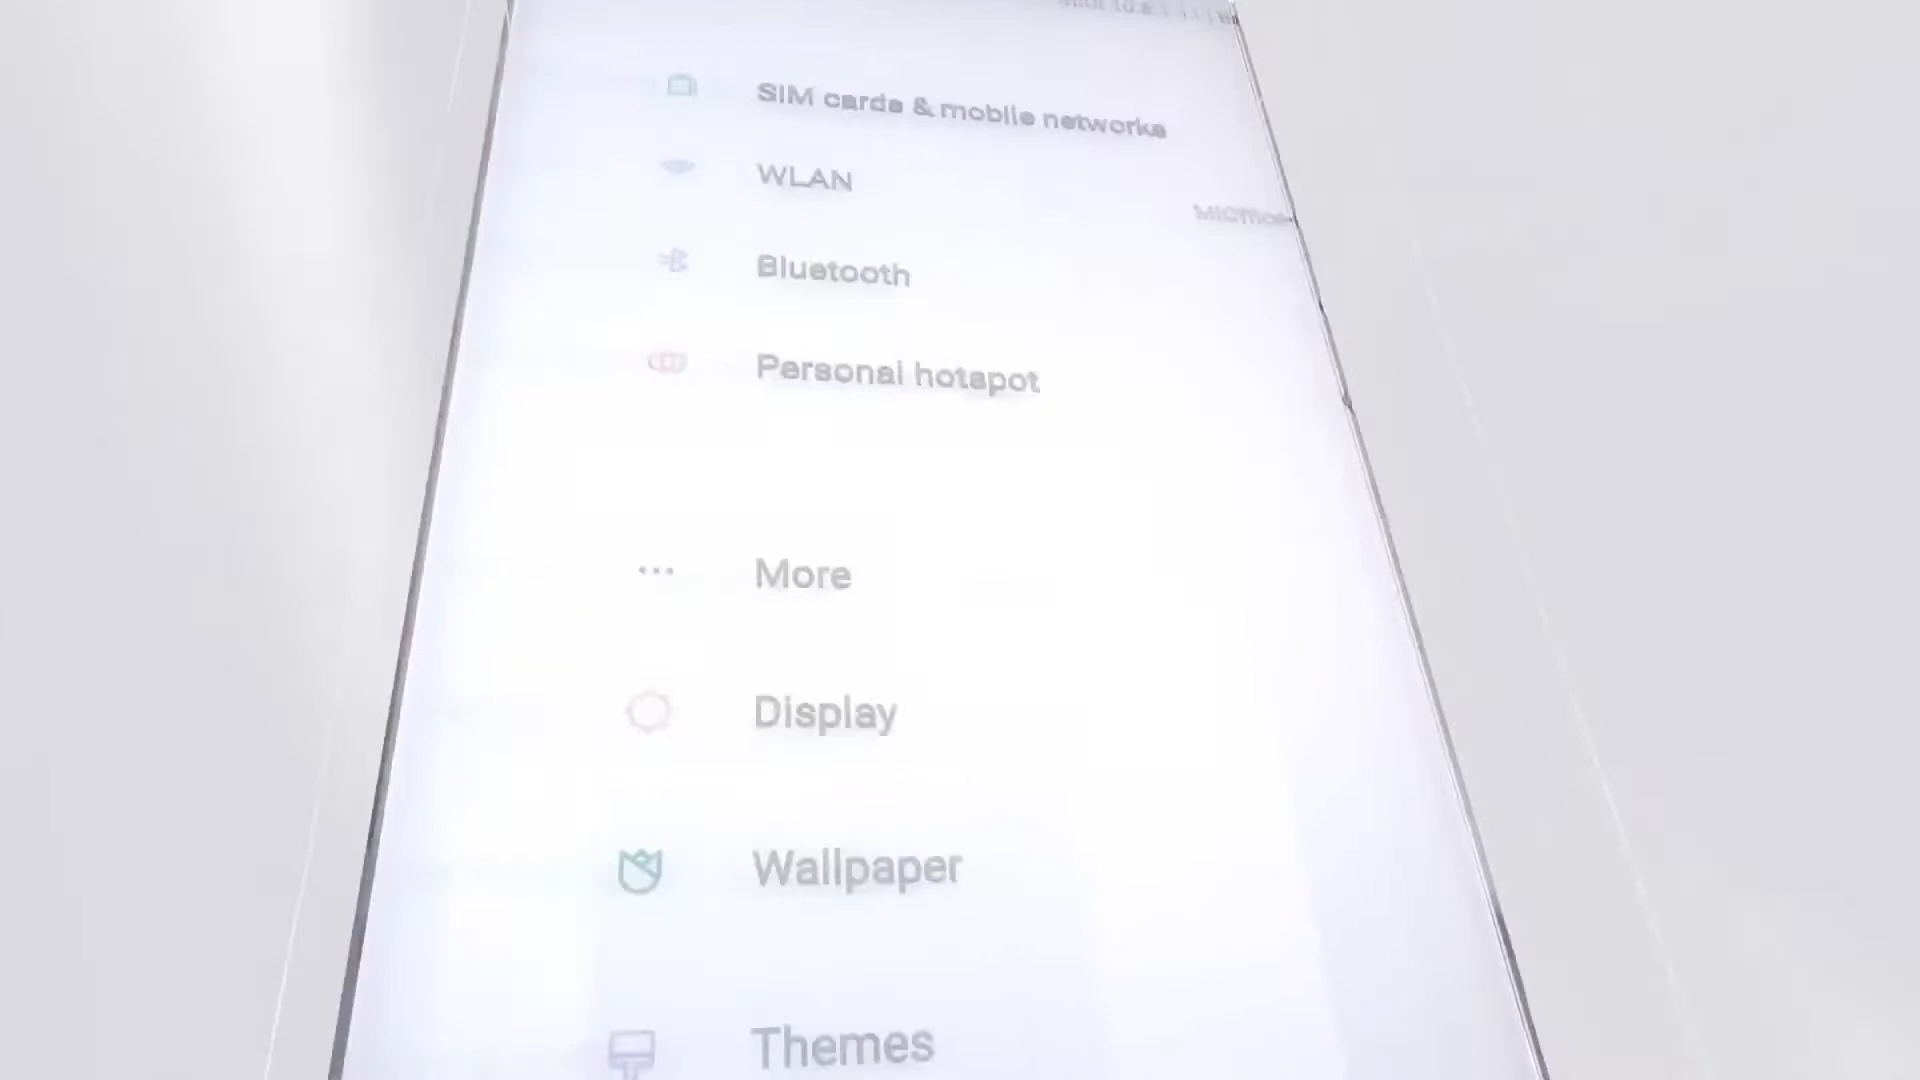 SIM cards & mobile networks
WLAN
Bluetooth
Personal hotspot
More
Display
Wallpaper
Themes